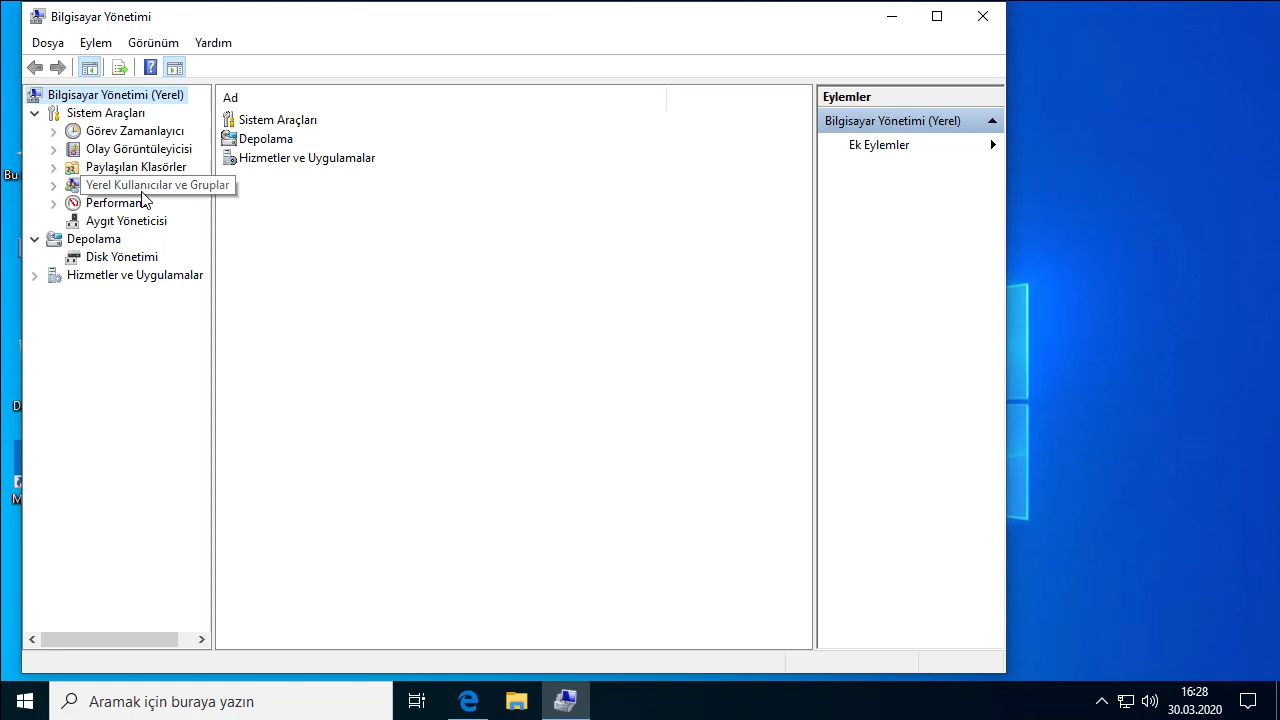 Bilgisayar Yönetimi
Dosya Eylem Görünüm Yardım
Bilgisayar Yönetimi (Yerel)
Sistem Araçları
Görev Zamanlayıcı
Olay Görüntüleyicisi
Paylaşılan Klasörler
Yerel Kullanıcılar ve Gruplar
Aygıt Yöneticisi
Depolama
Disk Yönetimi
Hizmetler ve Uygulamalar
Ad
Sistem Araçları
Depolama
Hizmetler ve Uygulamalar
Eylemler
Bilgisayar Yönetimi (Yerel)
Ek Eylemler
Bu
Aramak için buraya yazın
16:28
30.03.2020